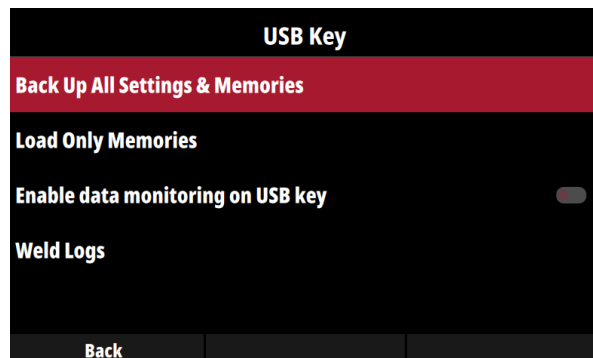 USB Key
Back Up All Settings & Memories
Load Only Memories
Enable data monitoring on USB key
Weld Logs
Back